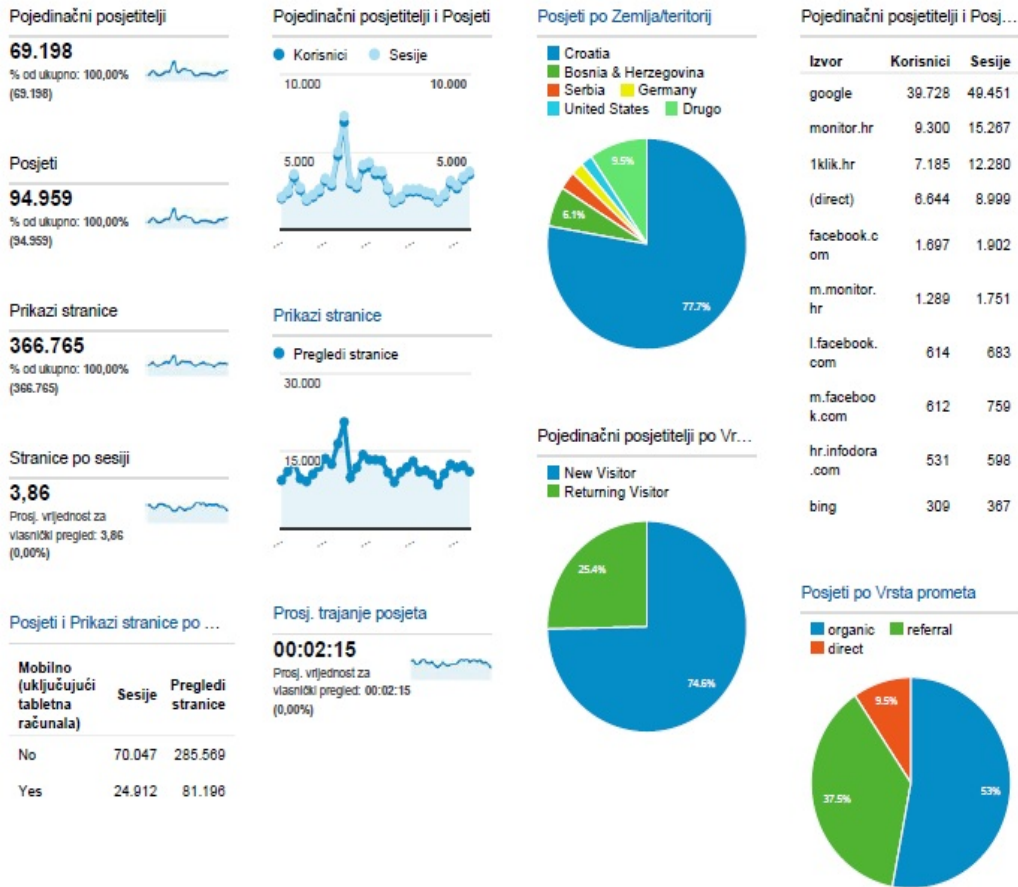 Pojedinačni posjetitelji
69.198
% od ukupno: 100,00%
(69.198)
Posjeti
94.959
% od ukupno: 100,00%
(94.959)
Prikazi stranice
366.765
% od ukupno: 100,00%
(366.765)
Stranice po sesiji
3,86
Prosj. vrijednost za
vlasnički pregled: 3,86
(0,00%)
Posjeti i Prikazi stranice po ...
Mobilno
(uključujući
tabletna
računala)
Sesije
Pregledi
stranice
No 70.047 285.569
Yes 24.912 81.196
Pojedinačni posjetitelji i Posjeti
Korisnici Sesije
10.000 10.000
5.000 5.000
Prikazi stranice
Pregledi stranice
30.000
15.000
Prosj. trajanje posjeta
00:02:15
Prosj. vrijednost za
vlasnički pregled: 00:02:15
(0,00%)
Posjeti po Zemlja/teritorij
Croatia
Bosnia & Herzegovina
Serbia Germany
United States Drugo
9.5%
6.1%
77.7%
Pojedinačni posjetitelji po Vr...
New Visitor
Returning Visitor
25.4%
74.6%
Pojedinačni posjetitelji i Posj...
Izvor Korisnici Sesije
google 39.728 49.451
monitor.hr 9.300 15.267
1klik.hr 7.185 12.280
(direct) 6.644 8.999
facebook.c
om 1.697 1.902
m.monitor.
hr 1.289 1.751
l.facebook.
com 614 683
m.faceboo
k.com 612 759
hr.infodora
.com 531 598
bing 309 367
Posjeti po Vrsta prometa
organic referral
direct
9.5%
37.5%
53%